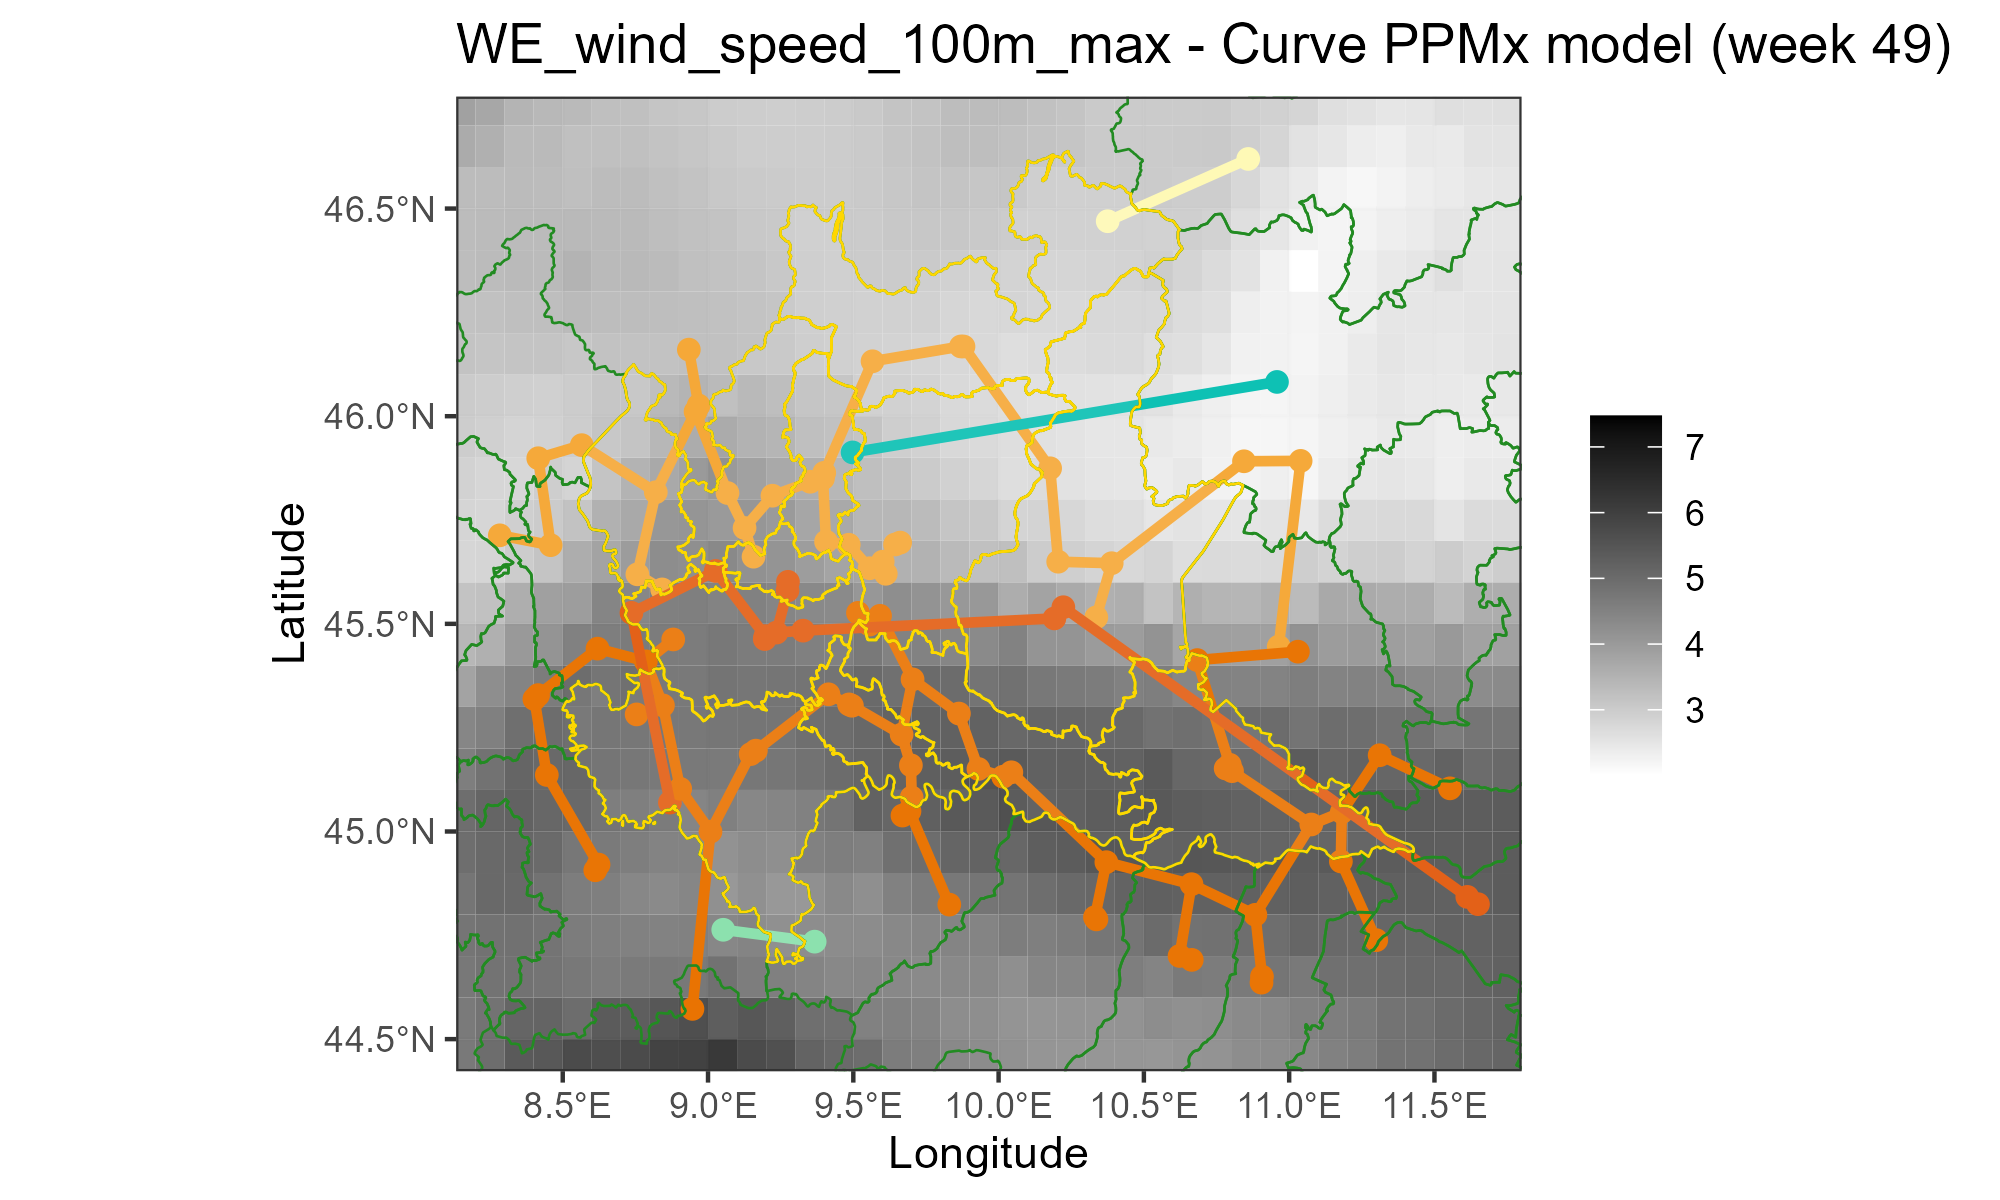 WE_wind_speed_100m_max - Curve PPMx model (week 49)
46.5°N
46.0°N
45.5°N
45.0°N
44.5°N
Latitude
8.5°E
9.0°E
9.5°E
10.0°E
10.5°E
11.0°E
11.5°E
Longitude
7
6
5
4
3